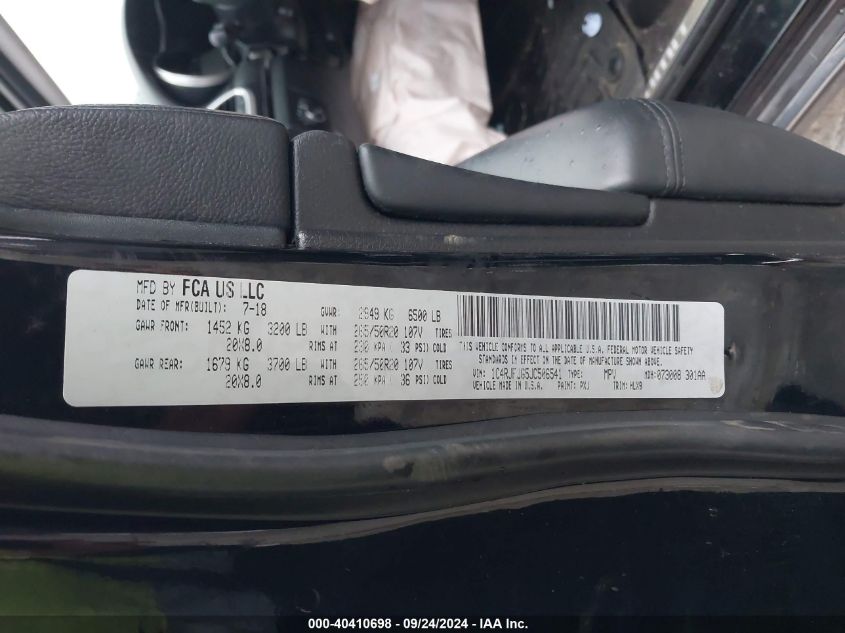 MFD BY FCA US LLC
DATE OF MFR(BUILT): 7-18 GVWR: 2949 KG 6500 LB
GAWR FRONT: 1452 KG 3200 LB WITH 265/50R20 107V TIRES
20X8.0 RIMS AT 230 KPA ( 33 PSI) COLD
GAWR REAR: 1679 KG 3700 LB WITH 265/50R20 107V TIRES
20X8.0 RIMS AT 250 KPA ( 36 PSI) COLD
THIS VEHICLE CONFORMS TO ALL APPLICABLE U.S.A. FEDERAL MOTOR VEHICLE SAFETY
STANDARDS IN EFFECT ON THE DATE OF MANUFACTURE SHOWN ABOVE.
VIN: 1C4RJFJG5JC506541 TYPE: MPV MDH: 073008 301AA
VEHICLE MADE IN U.S.A. PAINT: PXJ TRIM: HLX9
000-40410698 - 09/24/2024 - IAA Inc.